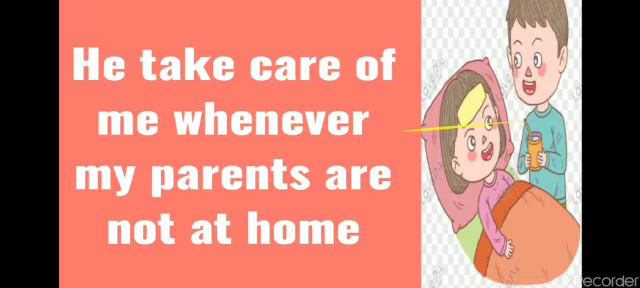 He take care of
me whenever
my parents are
not at home